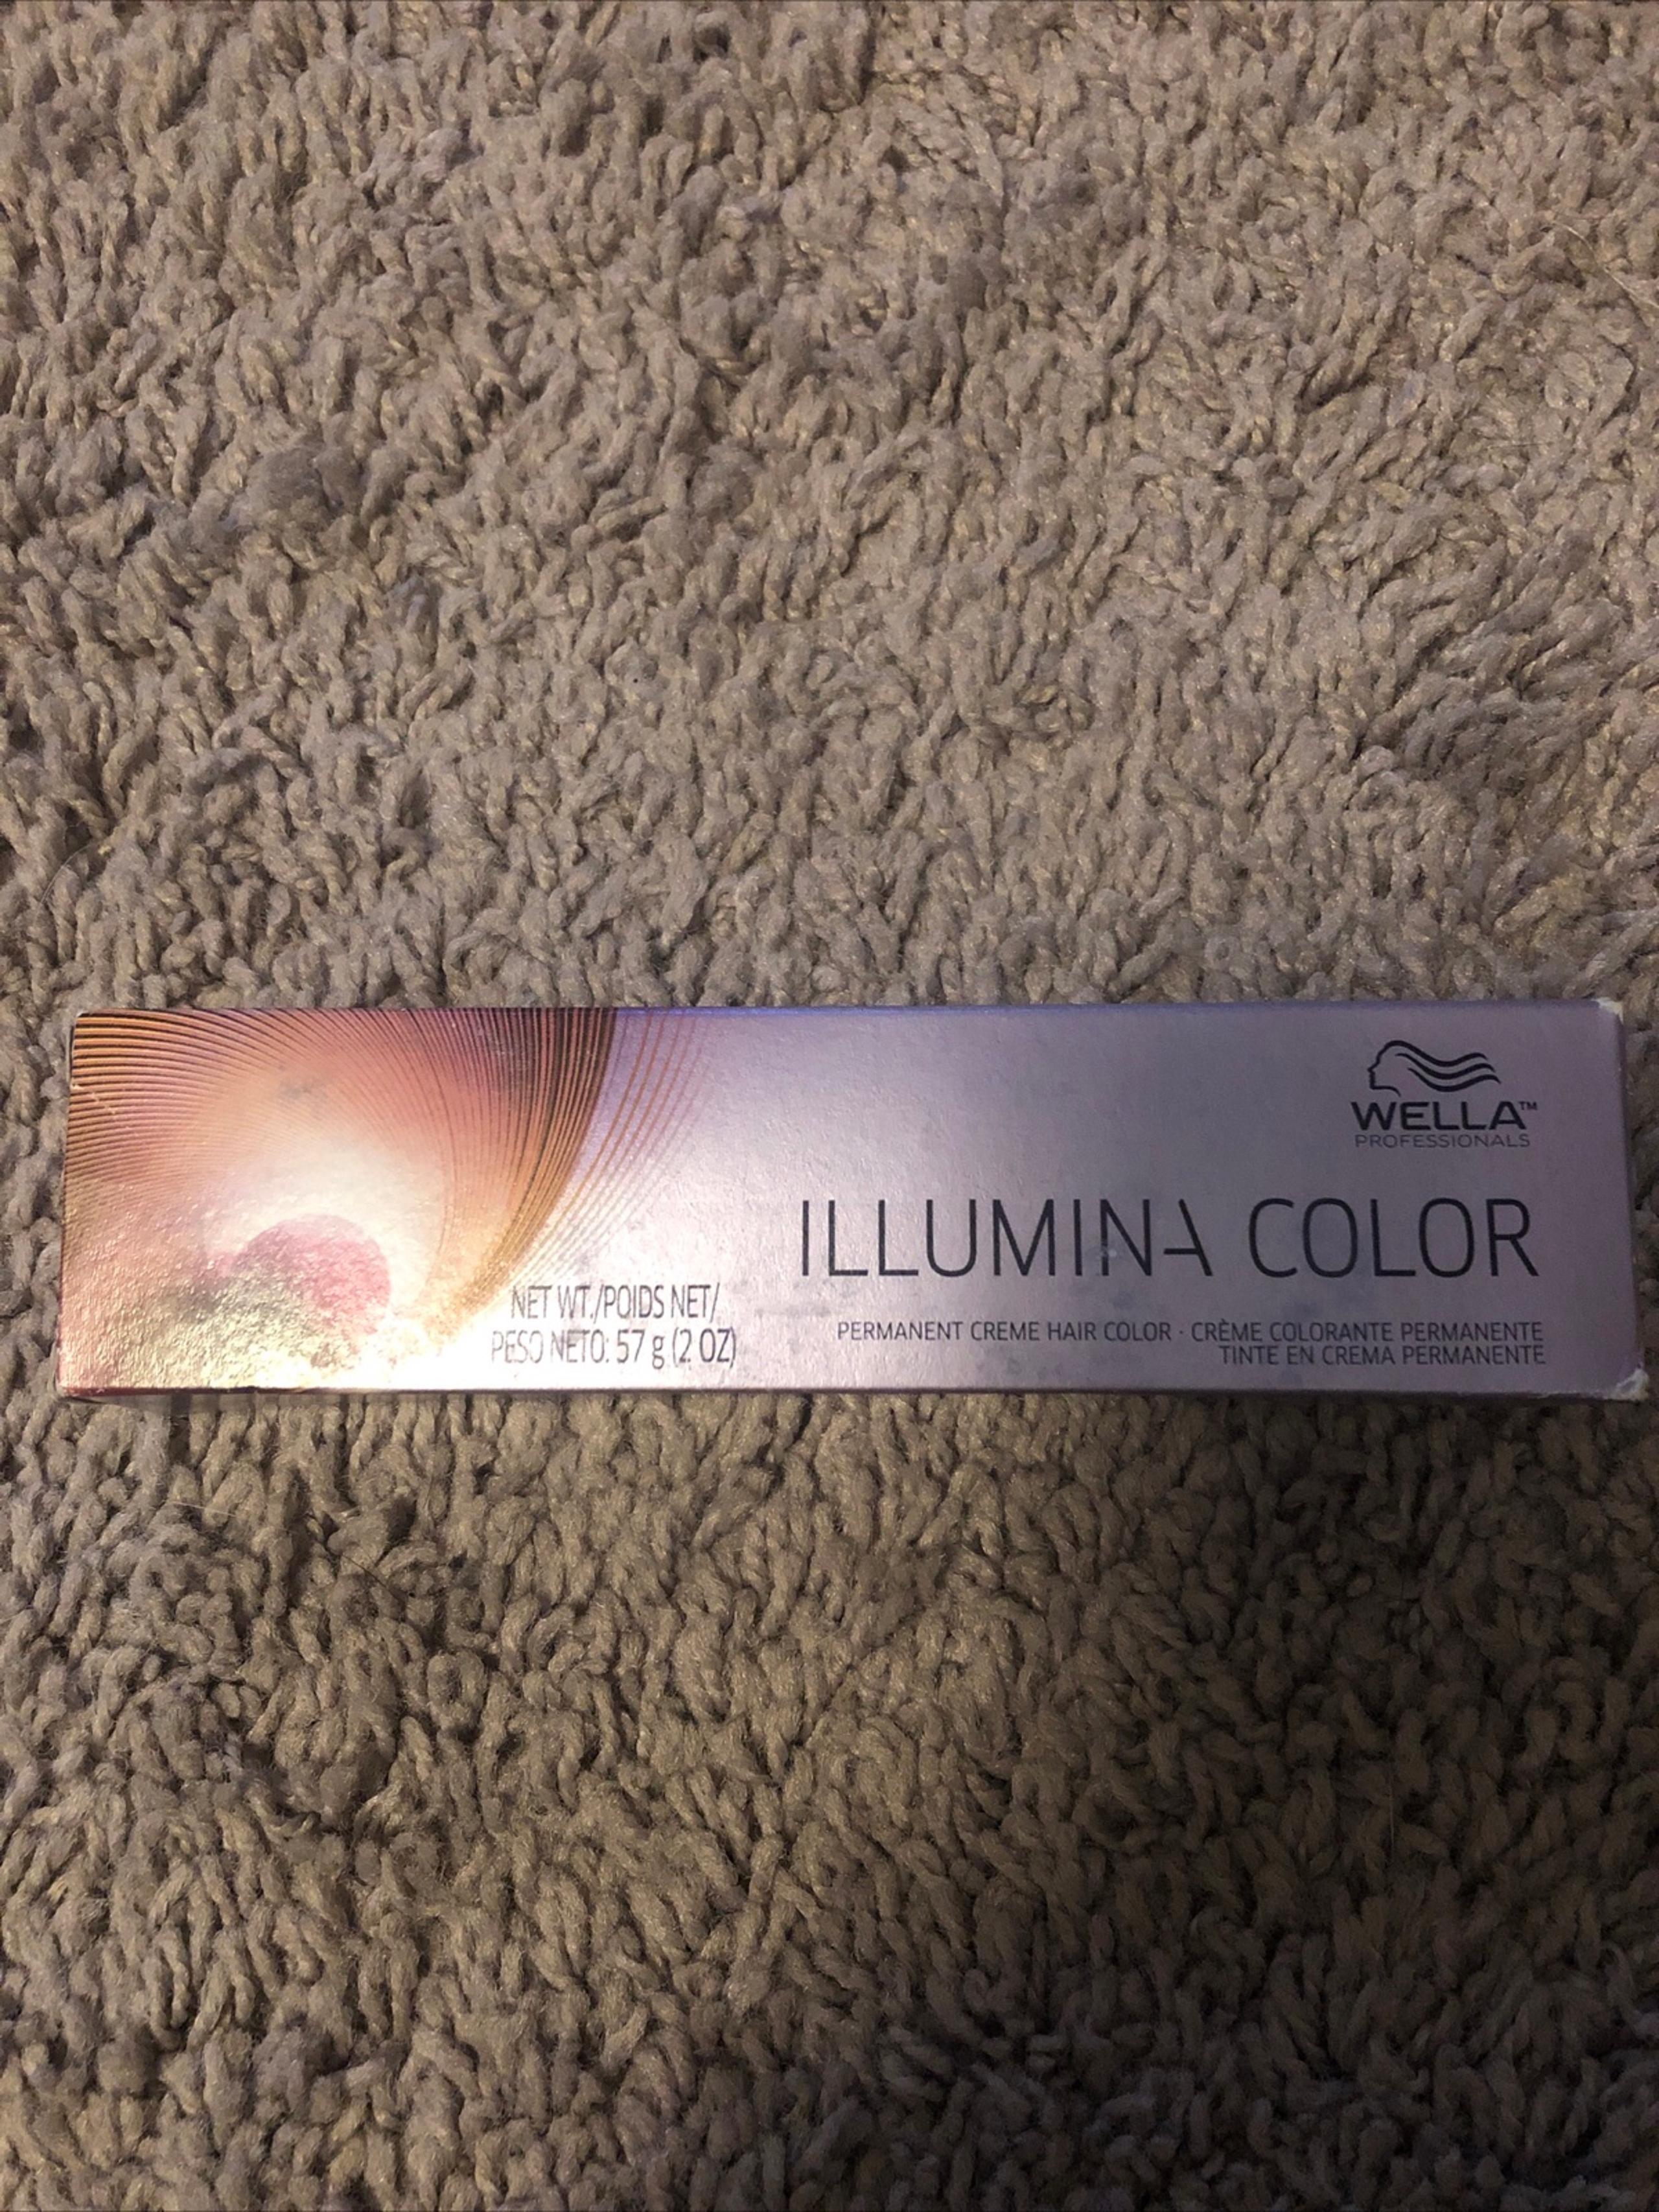 WELLA™
PROFESSIONALS
ILLUMINA COLOR
NET WT./POIDS NET/
PESO NETO: 57 g (2 OZ)
PERMANENT CREME HAIR COLOR · CRÈME COLORANTE PERMANENTE
TINTE EN CREMA PERMANENTE